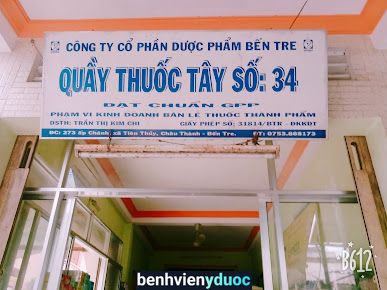 CÔNG TY CỔ PHẦN DƯỢC PHẨM BẾN TRE
QUẦY THUỐC TÂY SỐ: 34
ĐẠT CHUẨN GPP
PHẠM VI KINH DOANH BÁN LẺ THUỐC THÀNH PHẨM
DSTH: TRẦN THỊ KIM CHI GIẤY PHÉP SỐ: 31814/BTR - ĐKKDT
ĐC: 273 ấp Chánh, xã Tiên Thủy, Châu Thành - Bến Tre. ĐT: 0753.868173
B612
benhvienyduoc